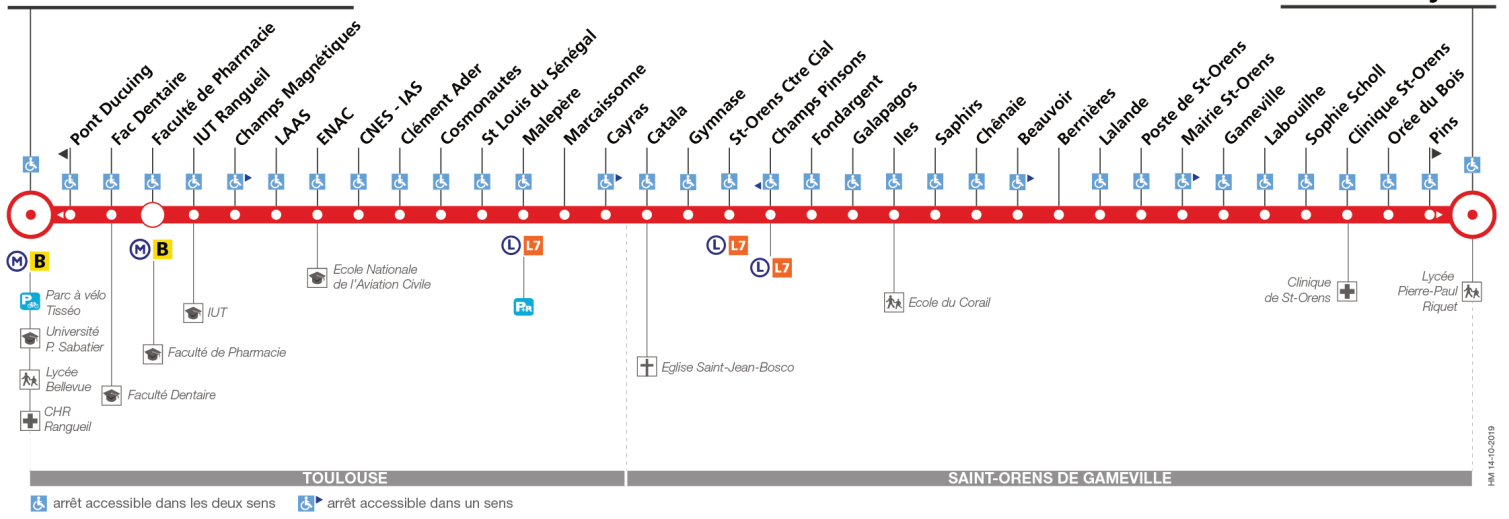 Pont Ducuing
Fac Dentaire
Faculté de Pharmacie
IUT Rangueil
Champs Magnétiques
LAAS
ENAC
CNES - IAS
Clément Ader
Cosmonautes
St Louis du Sénégal
Malepère
Marcaissonne
Cayras
Catala
Gymnase
St-Orens Ctre Cial
Champs Pinsons
Fondargent
Galapagos
Iles
Saphirs
Chênaie
Beauvoir
Bernières
Lalande
Poste de St-Orens
Mairie St-Orens
Gameville
Labouilhe
Sophie Scholl
Clinique St-Orens
Orée du Bois
Pins
M B
M B
L L7
L L7
L L7
Parc à vélo
Tisséo
Université
P. Sabatier
Lycée
Bellevue
CHR
Rangueil
Faculté Dentaire
Faculté de Pharmacie
IUT
Ecole Nationale
de l'Aviation Civile
P+R
Eglise Saint-Jean-Bosco
Ecole du Corail
Clinique
de St-Orens
Lycée
Pierre-Paul
Riquet
TOULOUSE
SAINT-ORENS DE GAMEVILLE
arrêt accessible dans les deux sens
arrêt accessible dans un sens
HM 14-10-2019